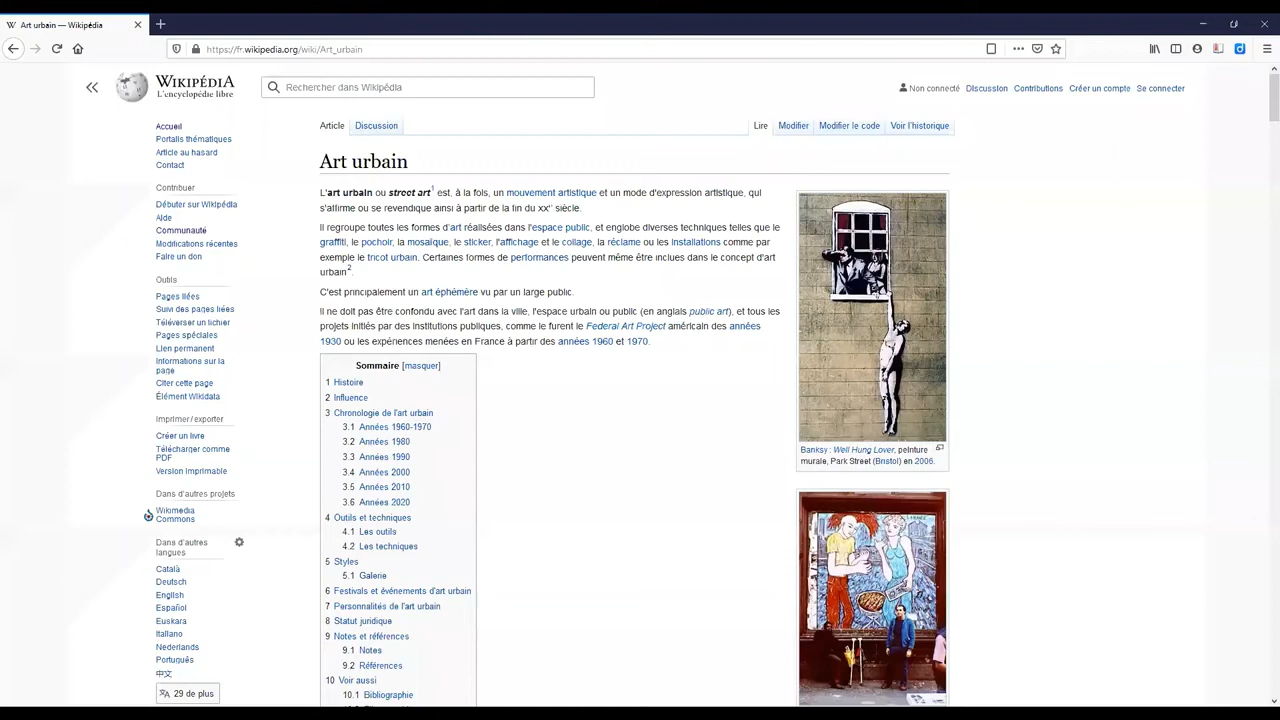 Art urbain — Wikipédia
https://fr.wikipedia.org/wiki/Art_urbain
WIKIPÉDIA
L'encyclopédie libre
Rechercher dans Wikipédia
Non connecté Discussion Contributions Créer un compte Se connecter
Accueil
Portails thématiques
Article au hasard
Contact
Contribuer
Débuter sur Wikipédia
Aide
Communauté
Modifications récentes
Faire un don
Outils
Pages liées
Suivi des pages liées
Téléverser un fichier
Pages spéciales
Lien permanent
Informations sur la
page
Citer cette page
Élément Wikidata
Imprimer / exporter
Créer un livre
Télécharger comme
PDF
Version imprimable
Dans d'autres projets
Wikimedia
Commons
Dans d'autres
langues
Català
Deutsch
English
Español
Euskara
Italiano
Nederlands
Português
中文
29 de plus
Article Discussion Lire Modifier Modifier le code Voir l'historique
Art urbain
L'art urbain ou street art1 est, à la fois, un mouvement artistique et un mode d'expression artistique, qui
s'affirme ou se revendique ainsi à partir de la fin du XXe siècle.
Il regroupe toutes les formes d'art réalisées dans l'espace public, et englobe diverses techniques telles que le
graffiti, le pochoir, la mosaïque, le sticker, l'affichage et le collage, la réclame ou les installations comme par
exemple le tricot urbain. Certaines formes de performances peuvent même être inclues dans le concept d'art
urbain2.
C'est principalement un art éphémère vu par un large public.
Il ne doit pas être confondu avec l'art dans la ville, l'espace urbain ou public (en anglais public art), et tous les
projets initiés par des institutions publiques, comme le furent le Federal Art Project américain des années
1930 ou les expériences menées en France à partir des années 1960 et 1970.
Sommaire [masquer]
1 Histoire
2 Influence
3 Chronologie de l'art urbain
3.1 Années 1960-1970
3.2 Années 1980
3.3 Années 1990
3.4 Années 2000
3.5 Années 2010
3.6 Années 2020
4 Outils et techniques
4.1 Les outils
4.2 Les techniques
5 Styles
5.1 Galerie
6 Festivals et événements d'art urbain
7 Personnalités de l'art urbain
8 Statut juridique
9 Notes et références
9.1 Notes
9.2 Références
10 Voir aussi
10.1 Bibliographie
Banksy : Well Hung Lover, peinture
murale, Park Street (Bristol) en 2006.